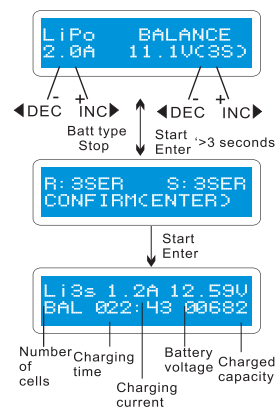 LiPo BALANCE
2.0A 11.1V(3S)
- +
◀DEC INC▶
- +
◀DEC INC▶
Batt type
Stop
Start
Enter
>3 seconds
R:3SER S:3SER
CONFIRM(ENTER)
Start
Enter
Li3s 1.2A 12.59V
BAL 022:43 00682
Number
of
cells
Charging
time
Charging
current
Battery
voltage
Charged
capacity